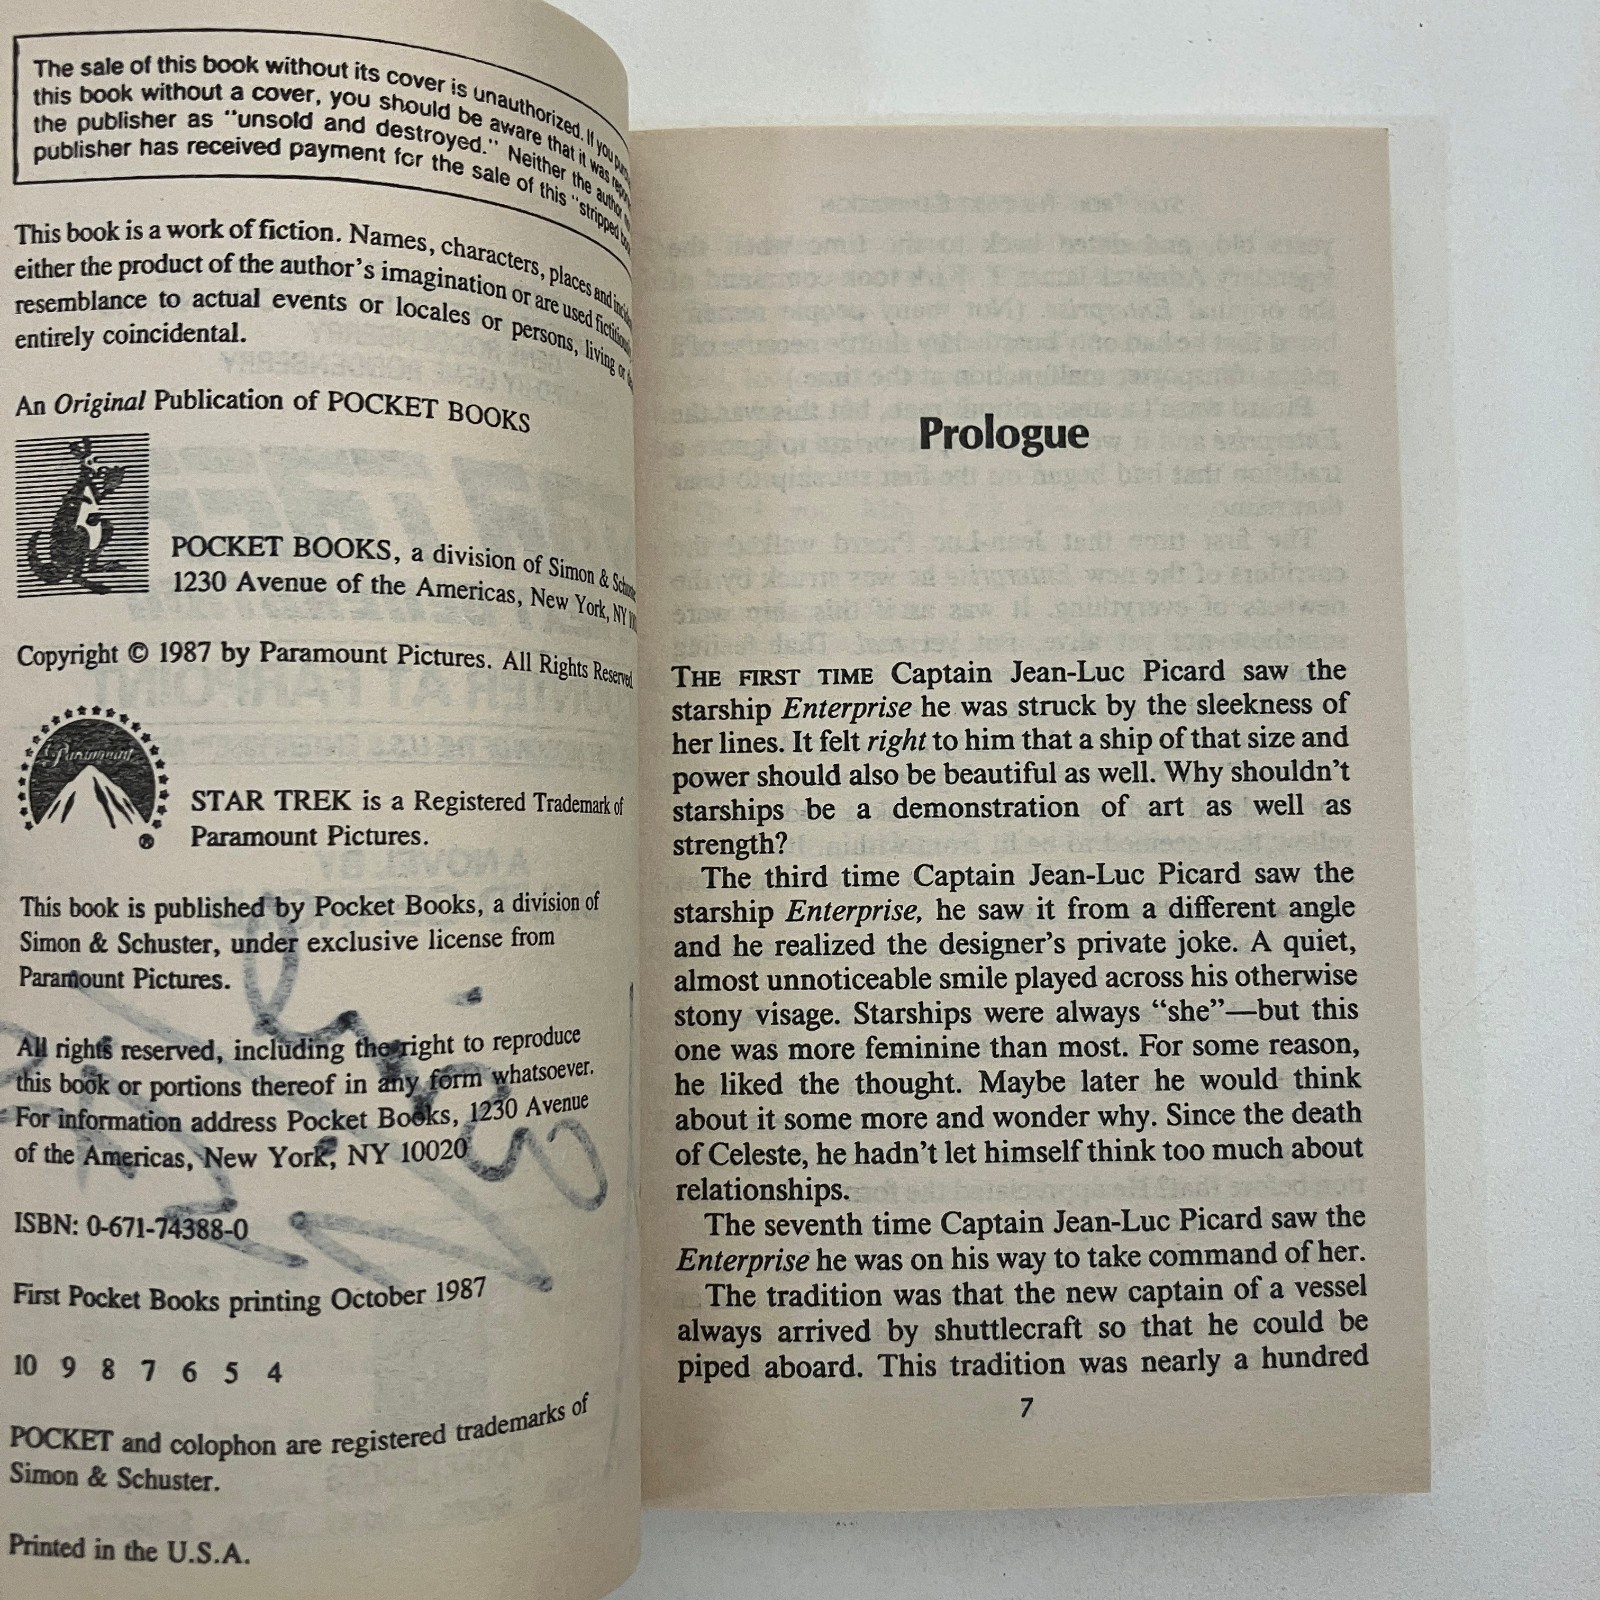 The sale of this book without its cover is unauthorized. If you
this book without a cover, you should be aware that it was
the publisher as "unsold and destroyed." Neither the author
publisher has received payment for the sale of this "stripped
This book is a work of fiction. Names, characters, places and
either the product of the author's imagination or are used
resemblance to actual events or locales or persons, living or
entirely coincidental.
An Original Publication of POCKET BOOKS
POCKET BOOKS, a division of Simon &
1230 Avenue of the Americas, New York, NY
Copyright © 1987 by Paramount Pictures. All Rights Reserved
Paramount
®
STAR TREK is a Registered Trademark of
Paramount Pictures.
This book is published by Pocket Books, a division of
Simon & Schuster, under exclusive license from
Paramount Pictures.
All rights reserved, including the right to reproduce
this book or portions thereof in any form whatsoever.
For information address Pocket Books, 1230 Avenue
of the Americas, New York, NY 10020
ISBN: 0-671-74388-0
First Pocket Books printing October 1987
10 9 8 7 6 5 4
POCKET and colophon are registered trademarks of
Simon & Schuster.
Printed in the U.S.A.
Prologue
THE FIRST TIME Captain Jean-Luc Picard saw the
starship Enterprise he was struck by the sleekness of
her lines. It felt right to him that a ship of that size and
power should also be beautiful as well. Why shouldn't
starships be a demonstration of art as well as
strength?
The third time Captain Jean-Luc Picard saw the
starship Enterprise, he saw it from a different angle
and he realized the designer's private joke. A quiet,
almost unnoticeable smile played across his otherwise
stony visage. Starships were always "she"—but this
one was more feminine than most. For some reason,
he liked the thought. Maybe later he would think
about it some more and wonder why. Since the death
of Celeste, he hadn't let himself think too much about
relationships.
The seventh time Captain Jean-Luc Picard saw the
Enterprise he was on his way to take command of her.
The tradition was that the new captain of a vessel
always arrived by shuttlecraft so that he could be
piped aboard. This tradition was nearly a hundred
7